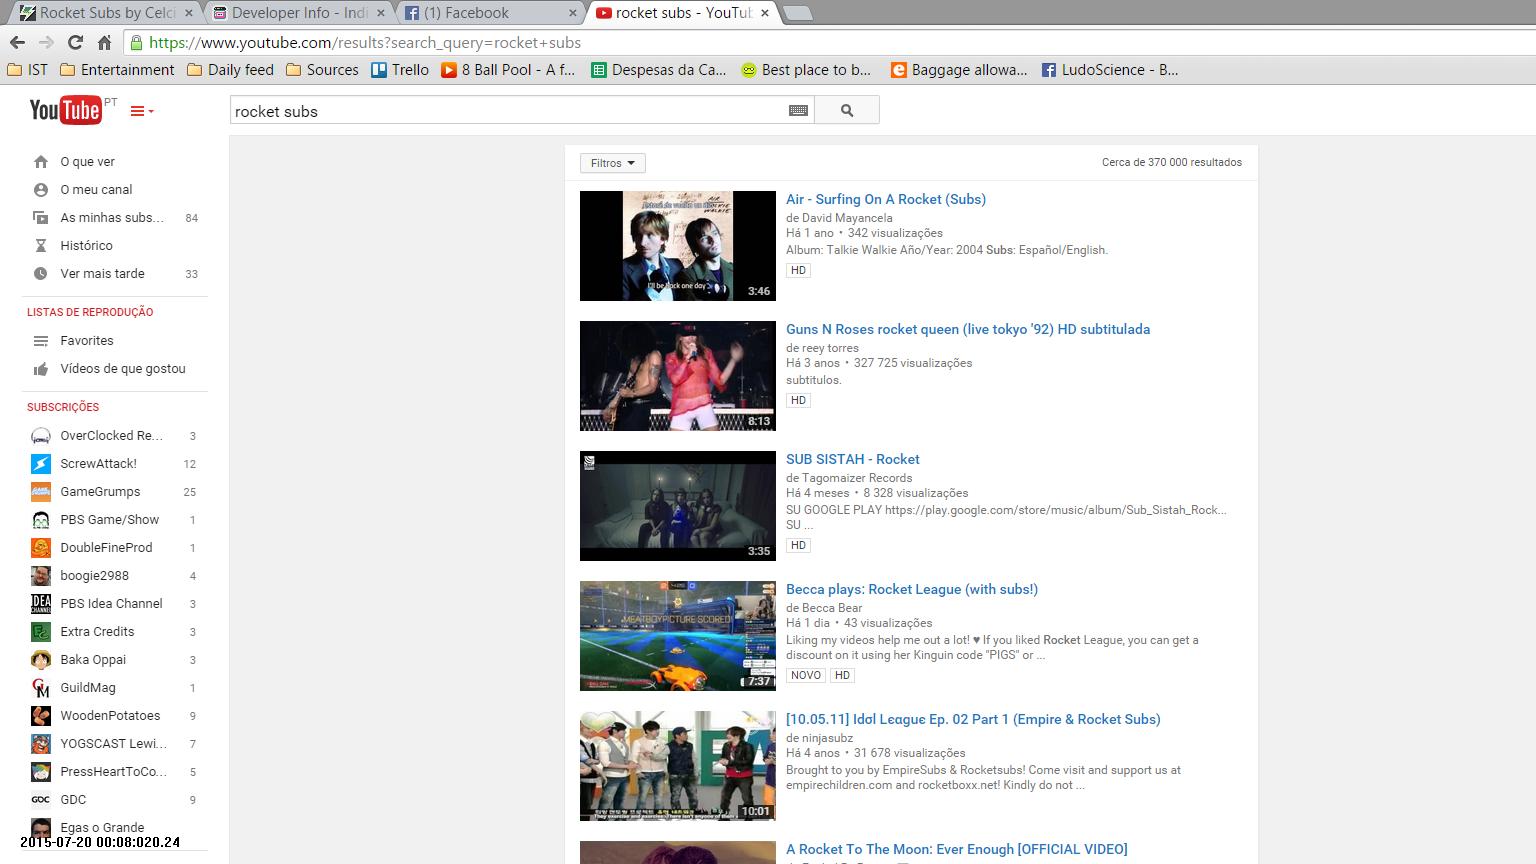 Rocket Subs by Celci
Developer Info - Indi
(1) Facebook
rocket subs - YouTub
https://www.youtube.com/results?search_query=rocket+subs
IST
Entertainment
Daily feed
Sources
Trello
8 Ball Pool - A f...
Despesas da Ca...
Best place to b...
Baggage allowa...
LudoScience - B...
YouTube PT
rocket subs
O que ver
O meu canal
As minhas subs... 84
Histórico
Ver mais tarde 33
LISTAS DE REPRODUÇÃO
Favorites
Vídeos de que gostou
SUBSCRIÇÕES
OverClocked Re... 3
ScrewAttack! 12
GameGrumps 25
PBS Game/Show 1
DoubleFineProd 1
boogie2988 4
IDEA CHANNEL
PBS Idea Channel 3
Extra Credits 3
Baka Oppai 3
GM
GuildMag 1
WoodenPotatoes 9
YOGSCAST Lewi... 7
PressHeartToCo... 5
GDC
GDC 9
Egas o Grande
2015-07-20 00:08:020.24
Filtros
Cerca de 370 000 resultados
AIR
TALKIE
WALKIE
I'll be back one day
3:46
Air - Surfing On A Rocket (Subs)
de David Mayancela
Há 1 ano • 342 visualizações
Album: Talkie Walkie Año/Year: 2004 Subs: Español/English.
HD
8:13
Guns N Roses rocket queen (live tokyo '92) HD subtitulada
de reey torres
Há 3 anos • 327 725 visualizações
subtitulos.
HD
3:35
SUB SISTAH - Rocket
de Tagomaizer Records
Há 4 meses • 8 328 visualizações
SU GOOGLE PLAY https://play.google.com/store/music/album/Sub_Sistah_Rock...
SU ...
HD
MEATBOYPICTURE SCORED!
7:37
Becca plays: Rocket League (with subs!)
de Becca Bear
Há 1 dia • 43 visualizações
Liking my videos help me out a lot! ♥ If you liked Rocket League, you can get a
discount on it using her Kinguin code "PIGS" or ...
NOVO
HD
They exercise and exercise
10:01
[10.05.11] Idσl Lєαguє Ep. 02 Part 1 (Empire & Rocket Subs)
de ninjasubz
Há 4 anos • 31 678 visualizações
Brought to you by EmpireSubs & Rocketsubs! Come visit and support us at
empirechildren.com and rocketboxx.net! Kindly do not ...
A Rocket To The Moon: Ever Enough [OFFICIAL VIDEO]